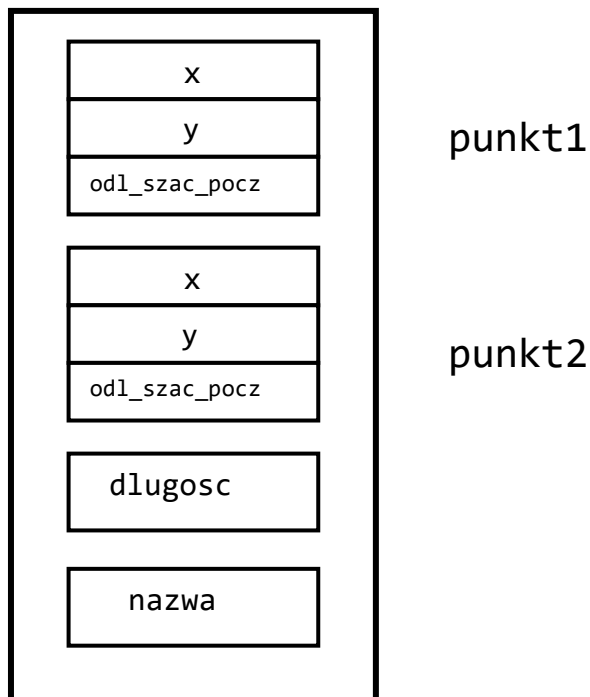 x
y
odl_szac_pocz
punkt1
x
y
odl_szac_pocz
punkt2
dlugosc
nazwa